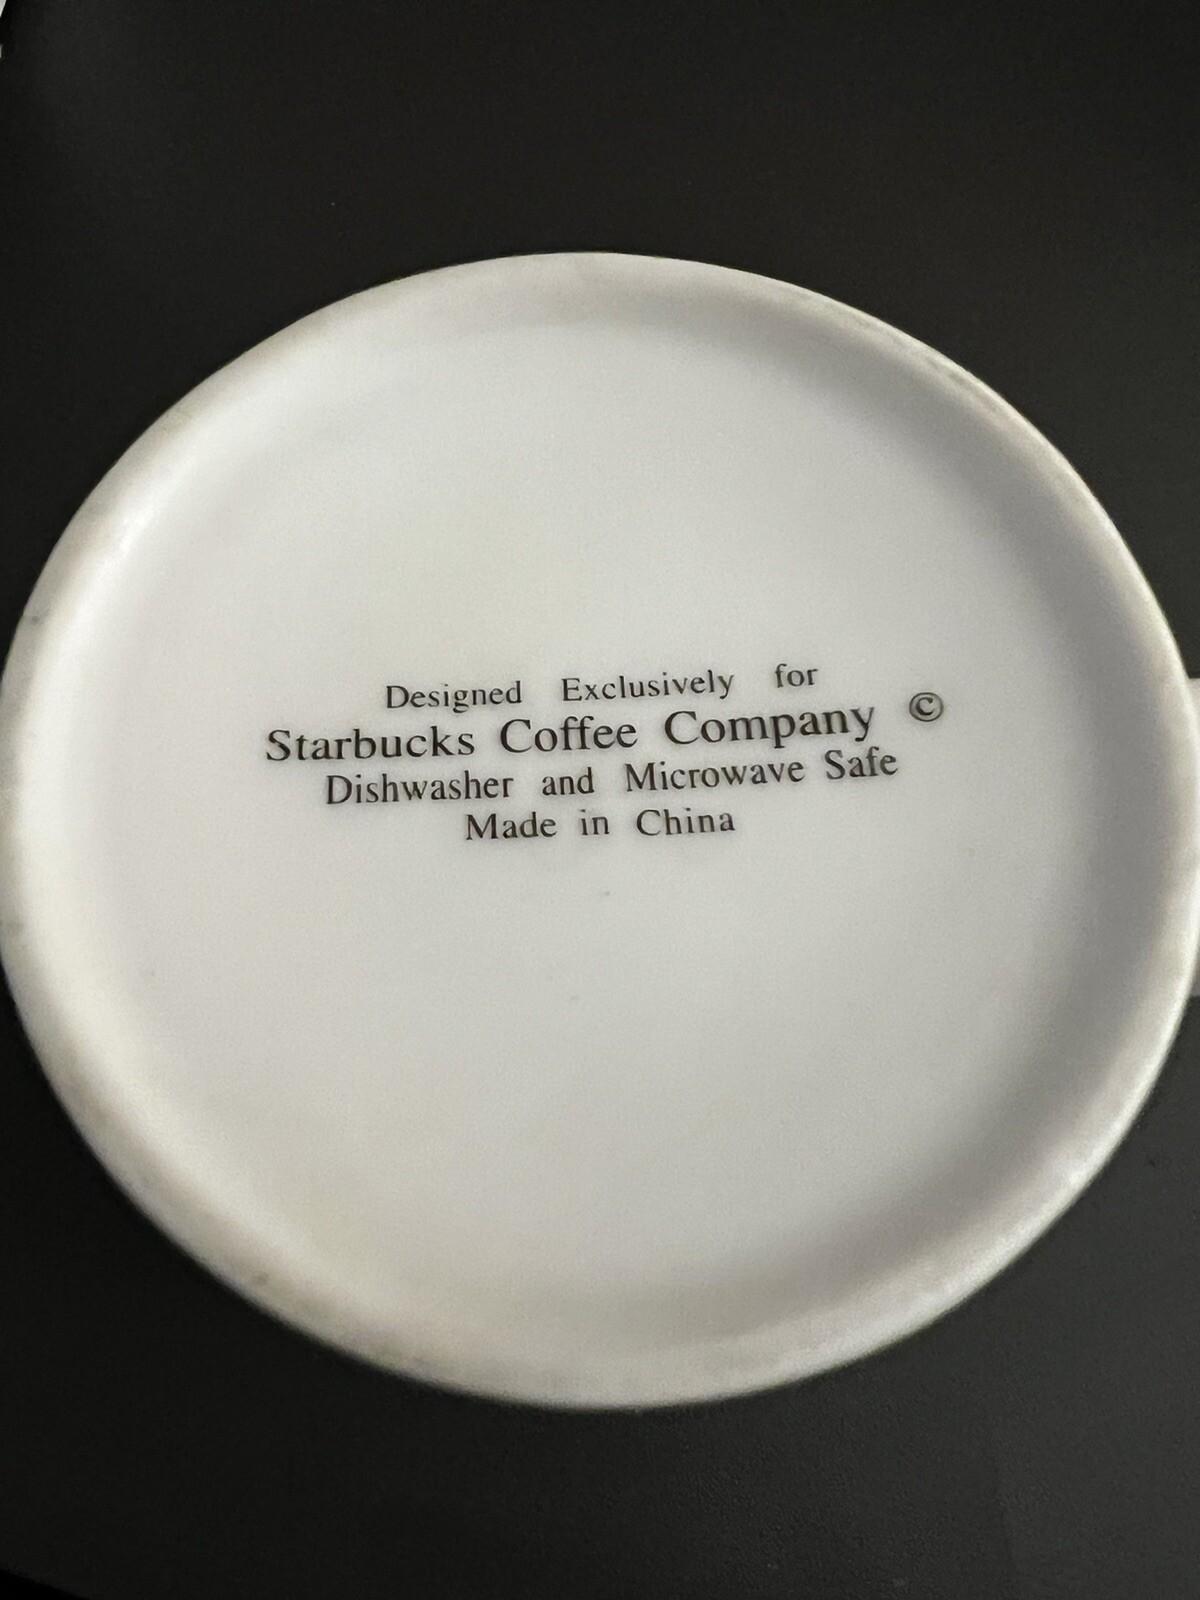 Designed Exclusively for
Starbucks Coffee Company ©
Dishwasher and Microwave Safe
Made in China